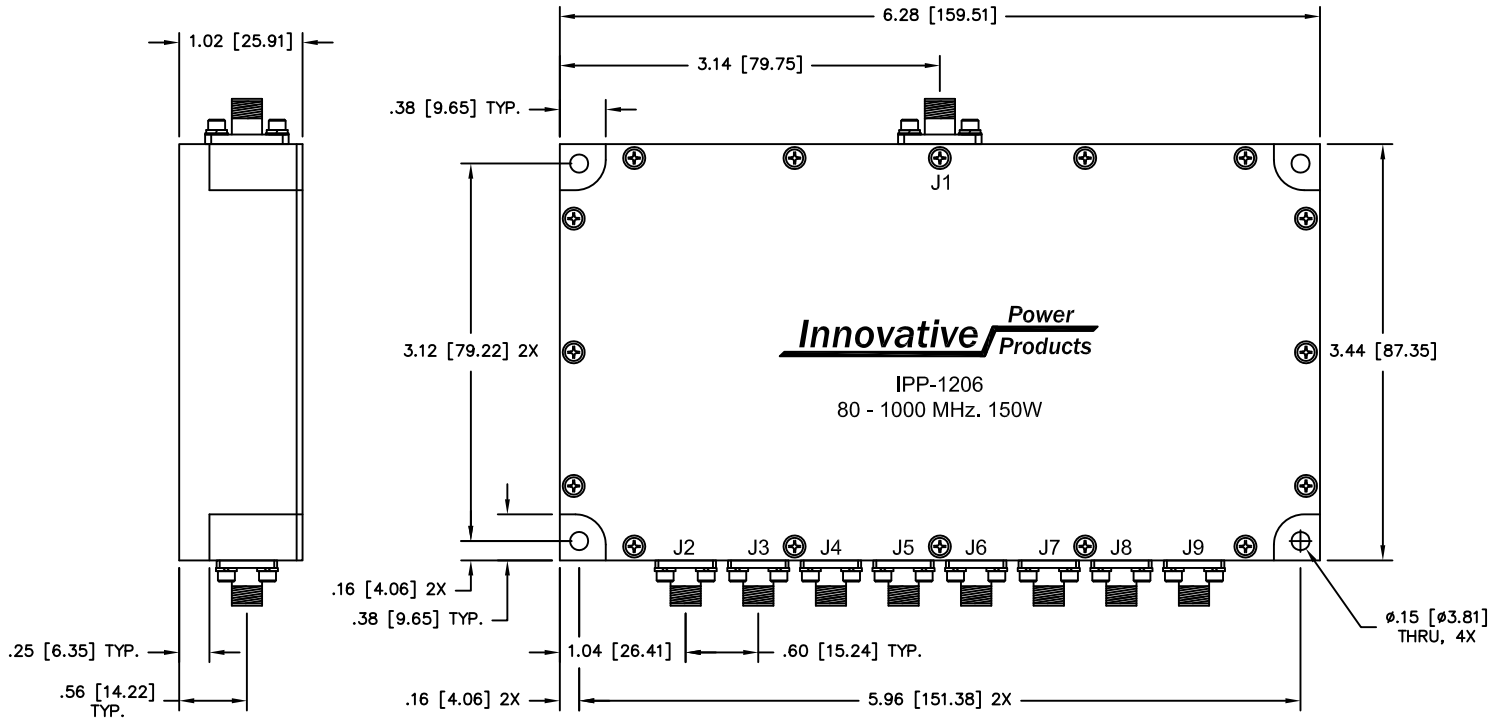 6.28 [159.51]
1.02 [25.91]
3.14 [79.75]
.38 [9.65] TYP.
J1
3.12 [79.22] 2X
3.44 [87.35]
Innovative Power Products
IPP-1206
80 - 1000 MHz. 150W
J2 J3 J4 J5 J6 J7 J8 J9
.16 [4.06] 2X
.38 [9.65] TYP.
ø.15 [ø3.81]
THRU, 4X
.25 [6.35] TYP.
1.04 [26.41]
.60 [15.24] TYP.
.56 [14.22]
TYP.
.16 [4.06] 2X
5.96 [151.38] 2X